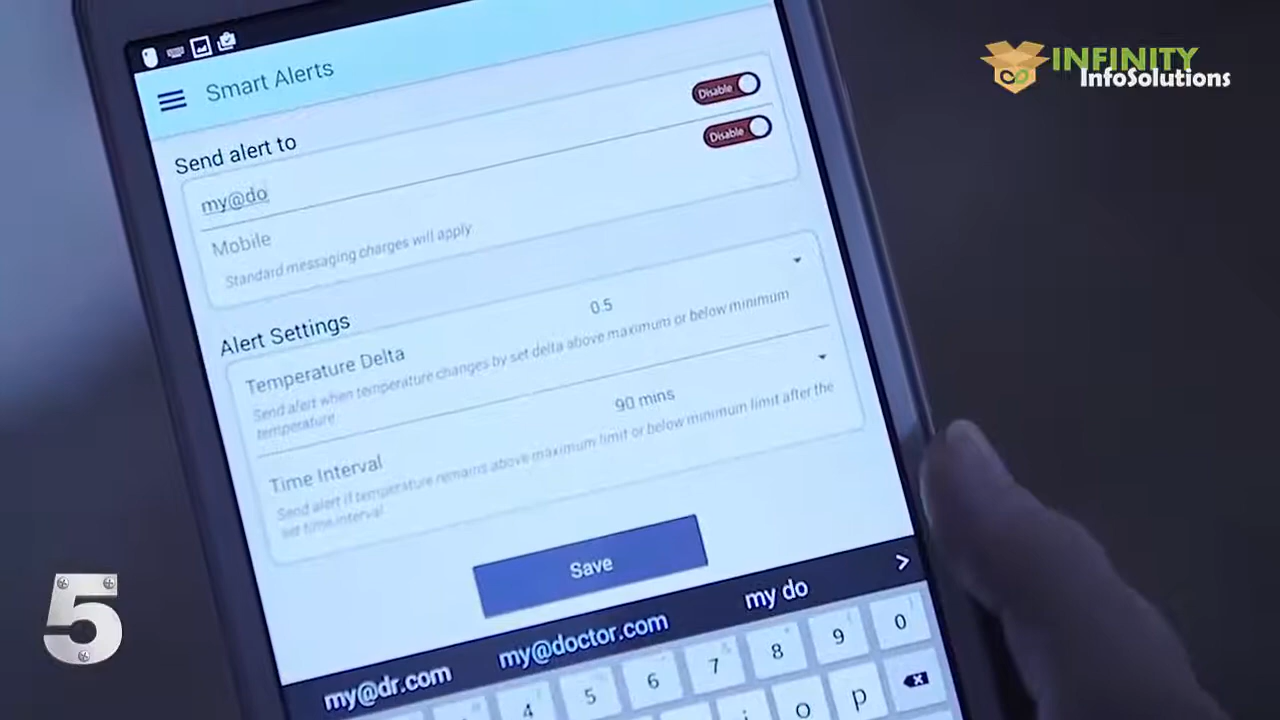 INFINITY
InfoSolutions
Smart Alerts
Send alert to
Disable
my@do
Disable
Mobile
Standard messaging charges will apply
Alert Settings
Temperature Delta
0.5
Send alert when temperature changes by set delta above maximum or below minimum
temperature
Time Interval
90 mins
Send alert if temperature remains above maximum limit or below minimum limit after the
set time interval
Save
my@dr.com my@doctor.com my do >
4 5 6 7 8 9 0
o p
5